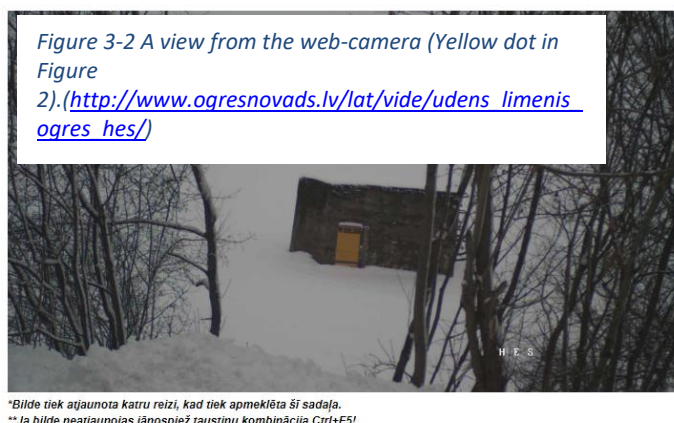 Figure 3-2 A view from the web-camera (Yellow dot in
Figure
2).(http://www.ogresnovads.lv/lat/vide/udens_limenis_
ogres_hes/)
H E S
*Bilde tiek atjaunota katru reizi, kad tiek apmeklēta šī sadaļa.
** Ja bilde neatjaunojas jānospiež taustiņu kombinācija Ctrl+F5!